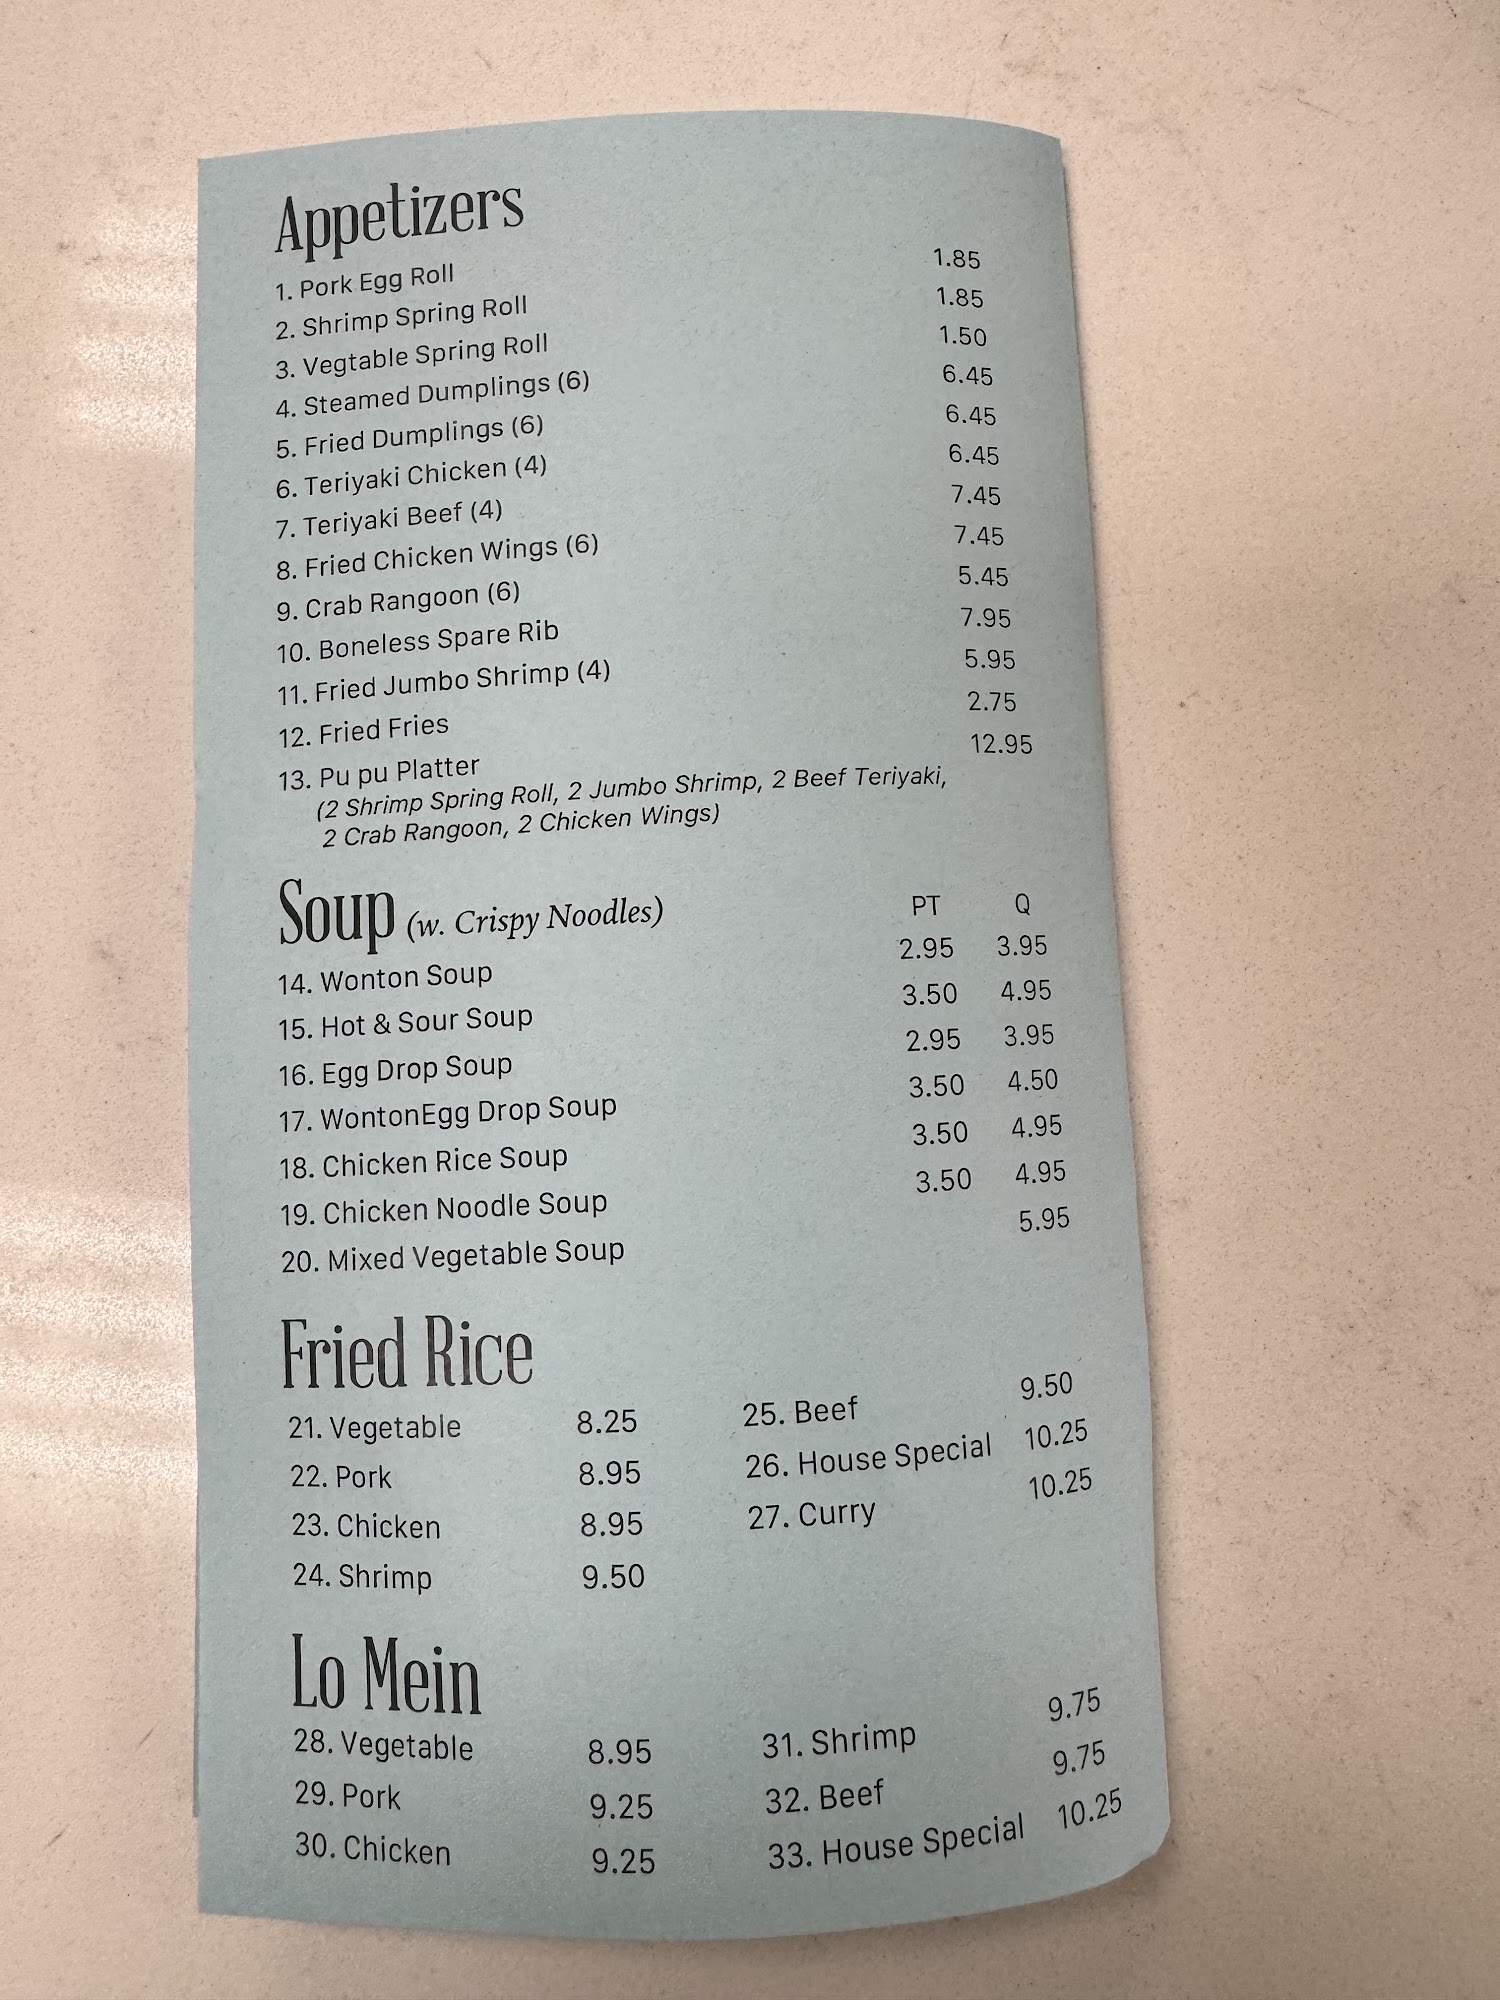 Appetizers
1. Pork Egg Roll 1.85
2. Shrimp Spring Roll 1.85
3. Vegtable Spring Roll 1.50
4. Steamed Dumplings (6) 6.45
5. Fried Dumplings (6) 6.45
6. Teriyaki Chicken (4) 6.45
7. Teriyaki Beef (4) 7.45
8. Fried Chicken Wings (6) 7.45
9. Crab Rangoon (6) 5.45
10. Boneless Spare Rib 7.95
11. Fried Jumbo Shrimp (4) 5.95
12. Fried Fries 2.75
13. Pu pu Platter 12.95
(2 Shrimp Spring Roll, 2 Jumbo Shrimp, 2 Beef Teriyaki,
2 Crab Rangoon, 2 Chicken Wings)
Soup (w. Crispy Noodles) PT Q
14. Wonton Soup 2.95 3.95
15. Hot & Sour Soup 3.50 4.95
16. Egg Drop Soup 2.95 3.95
17. WontonEgg Drop Soup 3.50 4.50
18. Chicken Rice Soup 3.50 4.95
19. Chicken Noodle Soup 3.50 4.95
20. Mixed Vegetable Soup 5.95
Fried Rice
21. Vegetable 8.25
22. Pork 8.95
23. Chicken 8.95
24. Shrimp 9.50
25. Beef 9.50
26. House Special 10.25
27. Curry 10.25
Lo Mein
28. Vegetable 8.95
29. Pork 9.25
30. Chicken 9.25
31. Shrimp 9.75
32. Beef 9.75
33. House Special 10.25